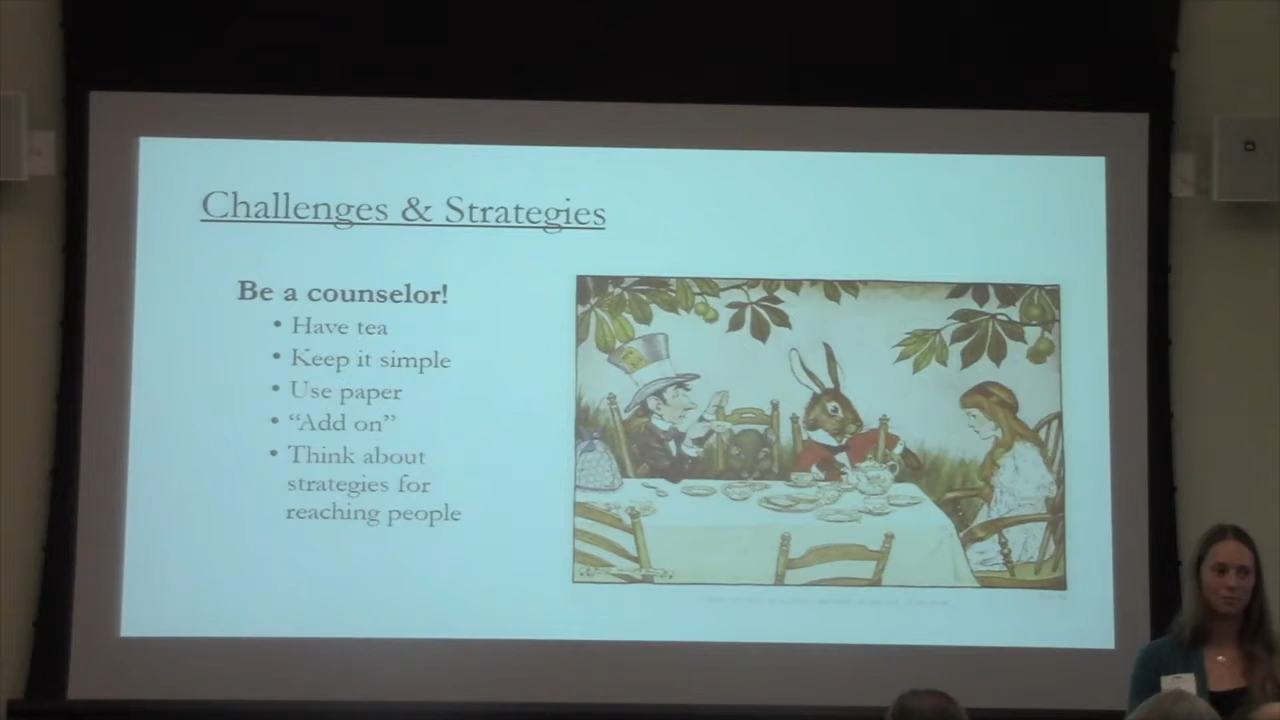 Challenges & Strategies
Be a counselor!
• Have tea
• Keep it simple
• Use paper
• “Add on”
• Think about
strategies for
reaching people